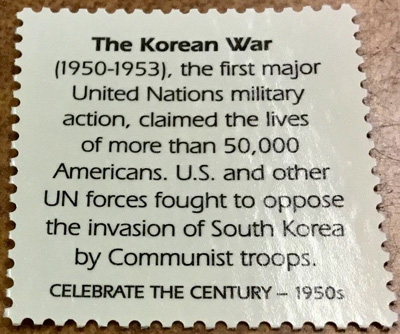 The Korean War
(1950-1953), the first major
United Nations military
action, claimed the lives
of more than 50,000
Americans. U.S. and other
UN forces fought to oppose
the invasion of South Korea
by Communist troops.
CELEBRATE THE CENTURY – 1950s